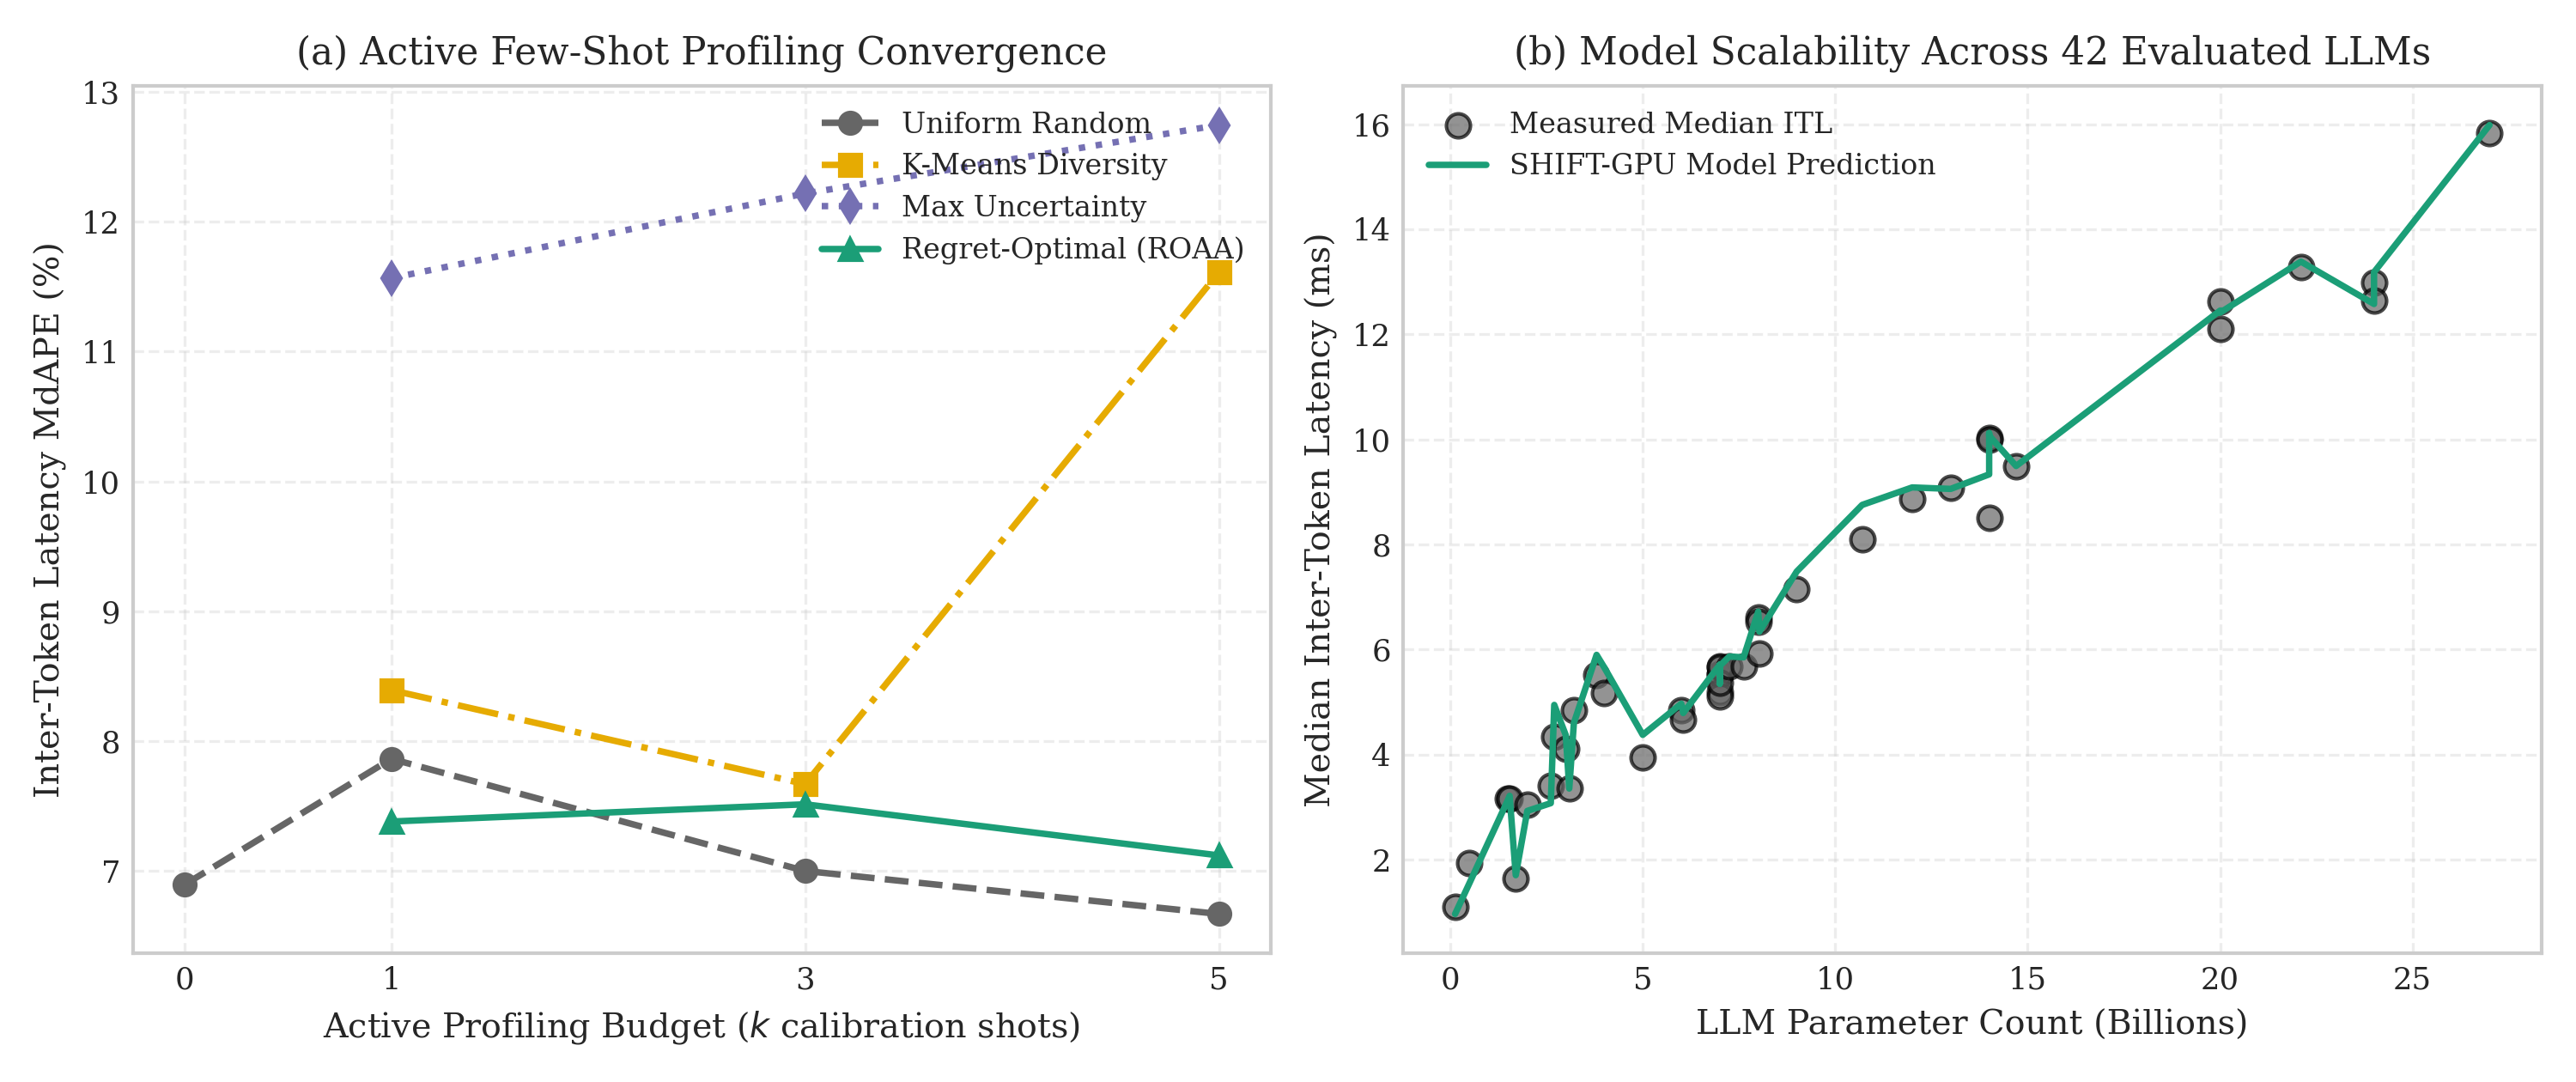 (a) Active Few-Shot Profiling Convergence
Inter-Token Latency MdAPE (%)
13
12
11
10
9
8
7
Uniform Random
K-Means Diversity
Max Uncertainty
Regret-Optimal (ROAA)
0
1
3
5
Active Profiling Budget (k calibration shots)
(b) Model Scalability Across 42 Evaluated LLMs
Median Inter-Token Latency (ms)
16
14
12
10
8
6
4
2
Measured Median ITL
SHIFT-GPU Model Prediction
0
5
10
15
20
25
LLM Parameter Count (Billions)